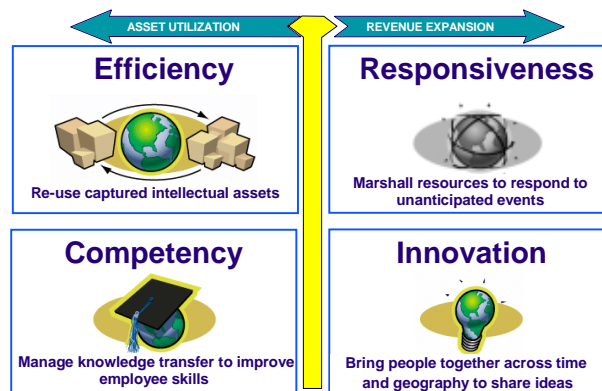 ASSET UTILIZATION
REVENUE EXPANSION
Efficiency
Re-use captured intellectual assets
Responsiveness
Marshall resources to respond to
unanticipated events
Competency
Manage knowledge transfer to improve
employee skills
Innovation
Bring people together across time
and geography to share ideas